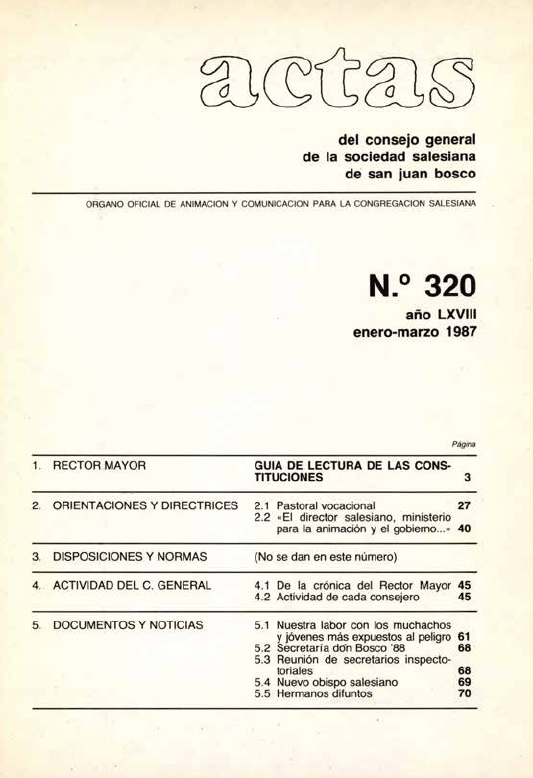 actas
del consejo general
de la sociedad salesiana
de san juan bosco
ORGANO OFICIAL DE ANIMACION Y COMUNICACION PARA LA CONGREGACION SALESIANA
N.º 320
año LXVIII
enero-marzo 1987
Página
1. RECTOR MAYOR GUIA DE LECTURA DE LAS CONS-
TITUCIONES 3
2. ORIENTACIONES Y DIRECTRICES 2.1 Pastoral vocacional 27
2.2 «El director salesiano, ministerio
para la animación y el gobierno...» 40
3. DISPOSICIONES Y NORMAS (No se dan en este número)
4. ACTIVIDAD DEL C. GENERAL 4.1 De la crónica del Rector Mayor 45
4.2 Actividad de cada consejero 45
5. DOCUMENTOS Y NOTICIAS 5.1 Nuestra labor con los muchachos
y jóvenes más expuestos al peligro 61
5.2 Secretaría don Bosco '88 68
5.3 Reunión de secretarios inspecto-
toriales 68
5.4 Nuevo obispo salesiano 69
5.5 Hermanos difuntos 70